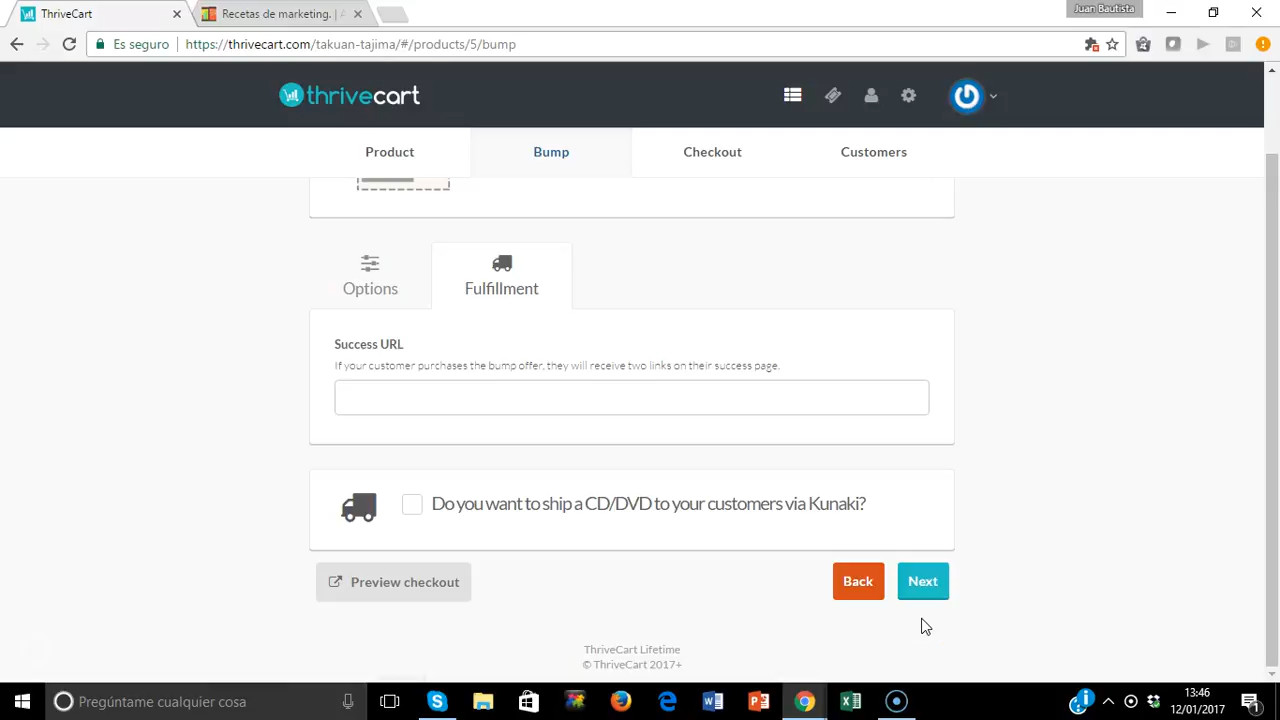 ThriveCart
Recetas de marketing. | A
Juan Bautista
Es seguro
https://thrivecart.com/takuan-tajima/#/products/5/bump
thrivecart
Product
Bump
Checkout
Customers
Options
Fulfillment
Success URL
If your customer purchases the bump offer, they will receive two links on their success page.
Do you want to ship a CD/DVD to your customers via Kunaki?
Preview checkout
Back
Next
ThriveCart Lifetime
© ThriveCart 2017+
Pregúntame cualquier cosa
13:46
12/01/2017